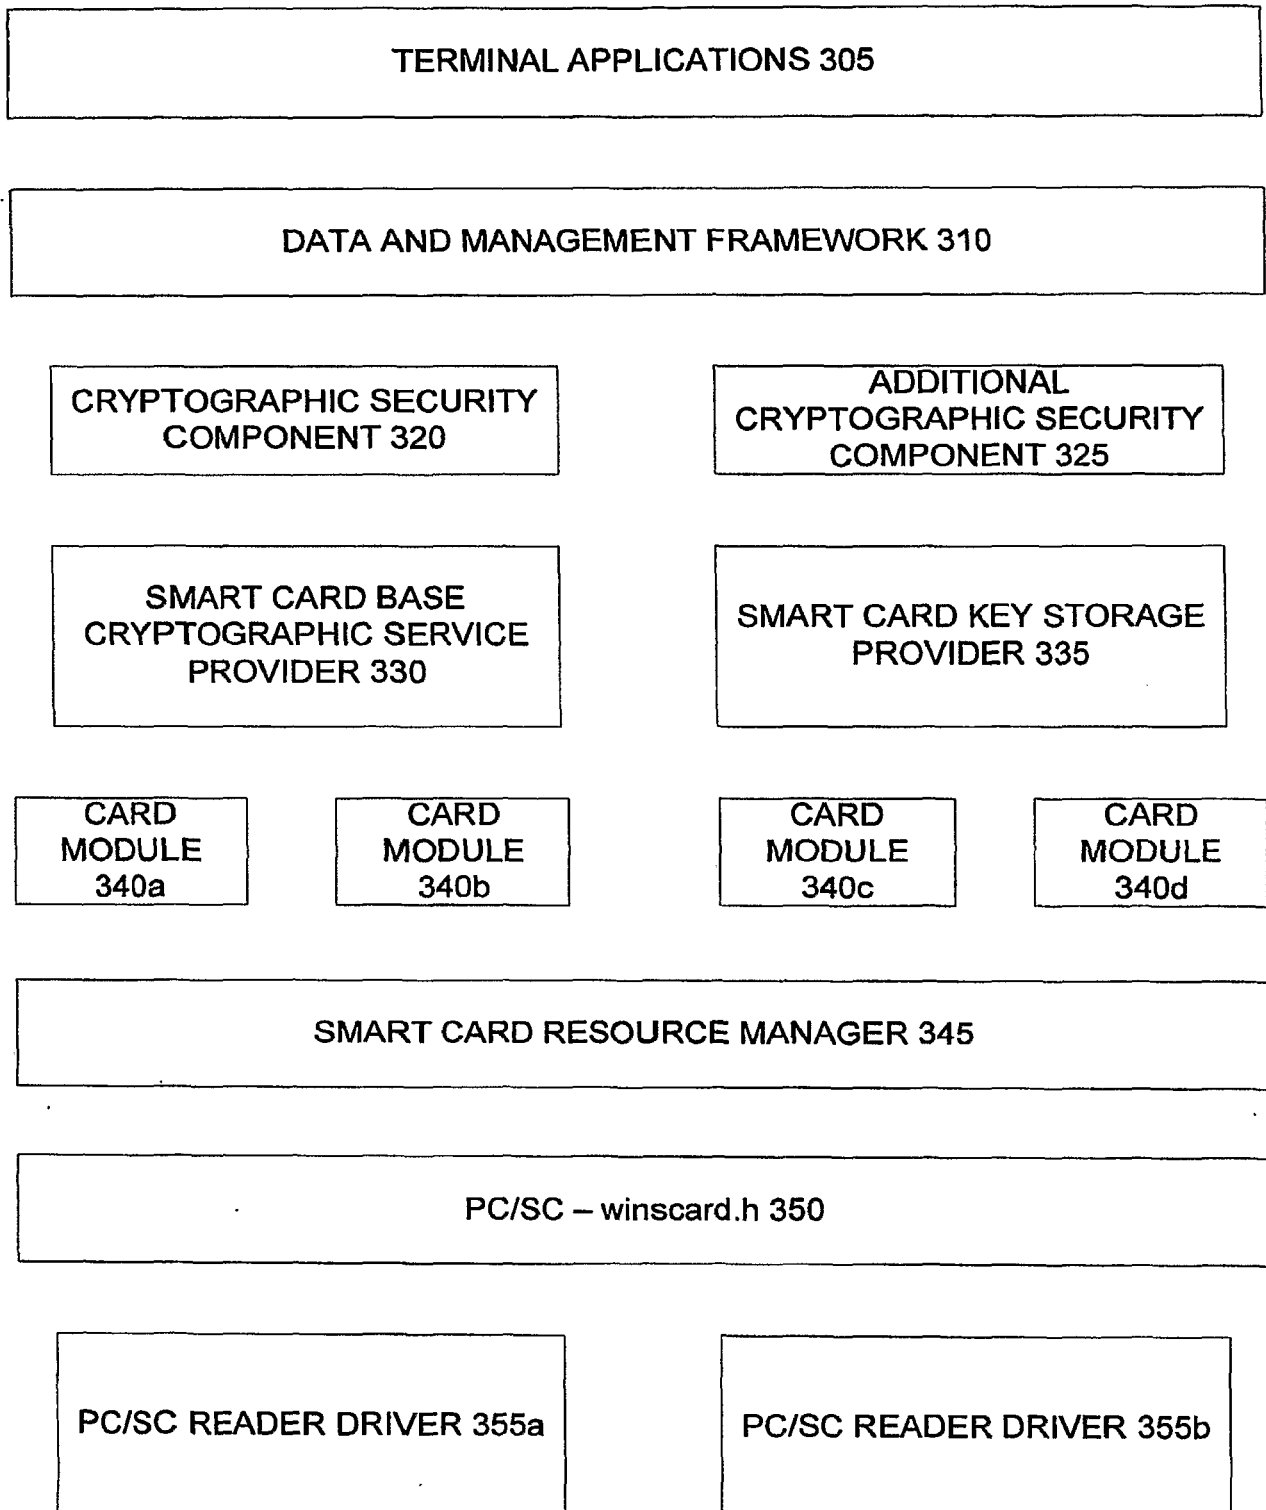 TERMINAL APPLICATIONS 305
DATA AND MANAGEMENT FRAMEWORK 310
CRYPTOGRAPHIC SECURITY
COMPONENT 320
ADDITIONAL
CRYPTOGRAPHIC SECURITY
COMPONENT 325
SMART CARD BASE
CRYPTOGRAPHIC SERVICE
PROVIDER 330
SMART CARD KEY STORAGE
PROVIDER 335
CARD
MODULE
340a
CARD
MODULE
340b
CARD
MODULE
340c
CARD
MODULE
340d
SMART CARD RESOURCE MANAGER 345
PC/SC – winscard.h 350
PC/SC READER DRIVER 355a
PC/SC READER DRIVER 355b